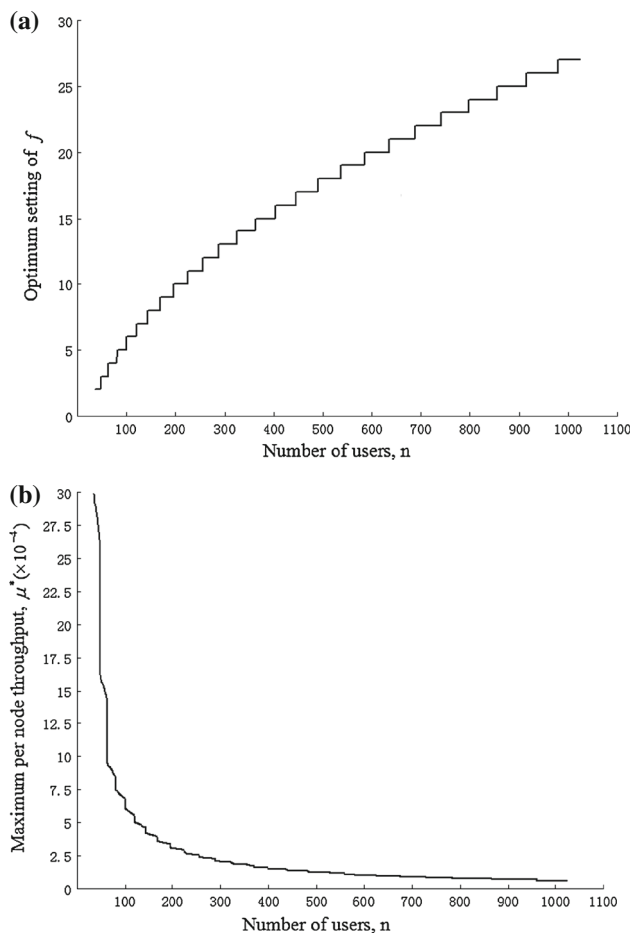 (a)
30
25
20
15
10
5
0
Optimum setting of f
100 200 300 400 500 600 700 800 900 1000 1100
Number of users, n
(b)
30
27.5
25
22.5
20
17.5
15
12.5
10
7.5
5
2.5
0
Maximum per node throughput, μ* (×10⁻⁴)
100 200 300 400 500 600 700 800 900 1000 1100
Number of users, n